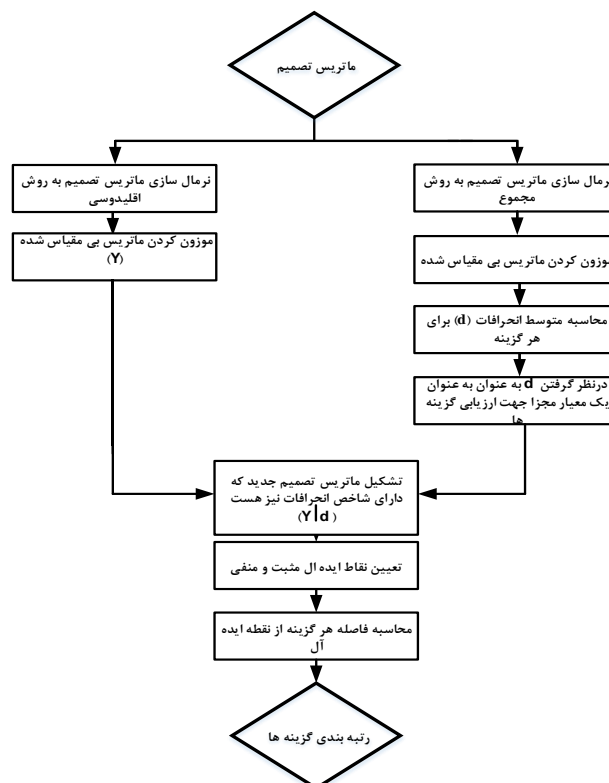 ماتریس تصمیم
نرمال سازی ماتریس تصمیم به روش
مجموع
نرمال سازی ماتریس تصمیم به روش
اقلیدوسی
موزون کردن ماتریس بی مقیاس شده
موزون کردن ماتریس بی مقیاس شده
(Y)
محاسبه متوسط انحرافات (d) برای
هر گزینه
درنظر گرفتن d به عنوان به عنوان
یک معیار مجزا جهت ارزیابی گزینه
ها
تشکیل ماتریس تصمیم جدید که
دارای شاخص انحرافات نیز هست
(Y|d)
تعیین نقاط ایده ال مثبت و منفی
محاسبه فاصله هر گزینه از نقطه ایده
آل
رتبه بندی گزینه ها